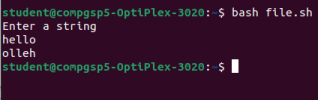 student@compgsp5-OptiPlex-3020:~$ bash file.sh
Enter a string
hello
olleh
student@compgsp5-OptiPlex-3020:~$